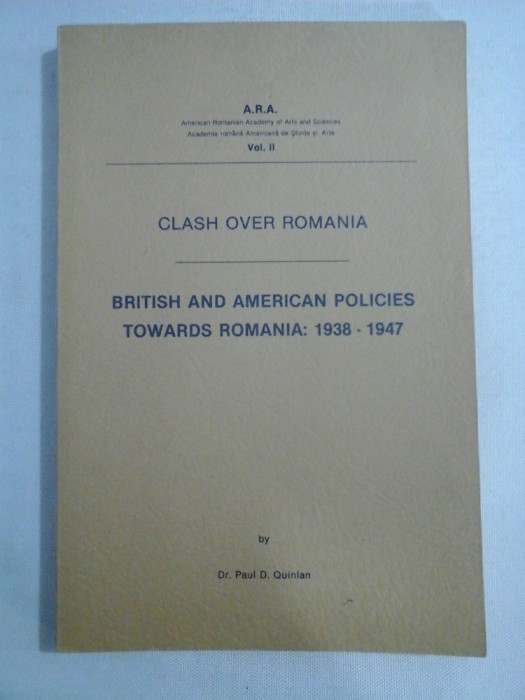 A.R.A.
American Romanian Academy of Arts and Sciences
Academia română Americană de Științe și Arte
Vol. II
CLASH OVER ROMANIA
BRITISH AND AMERICAN POLICIES
TOWARDS ROMANIA: 1938 - 1947
by
Dr. Paul D. Quinlan